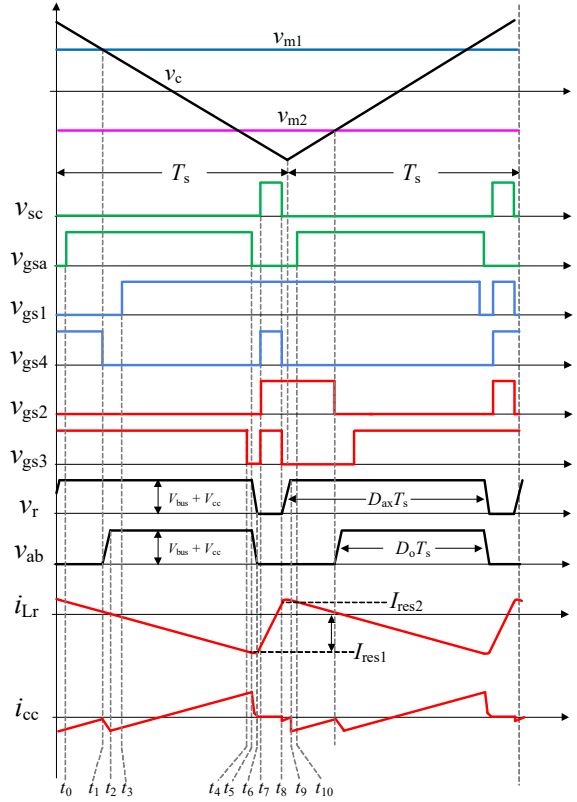 v_m1
v_c
v_m2
T_s T_s
v_sc
v_gsa
v_gs1
v_gs4
v_gs2
v_gs3
v_r V_bus + V_cc D_ax T_s
v_ab V_bus + V_cc D_o T_s
i_Lr I_res2
I_res1
i_cc
t_0 t_1 t_2 t_3 t_4 t_5 t_6 t_7 t_8 t_9 t_10